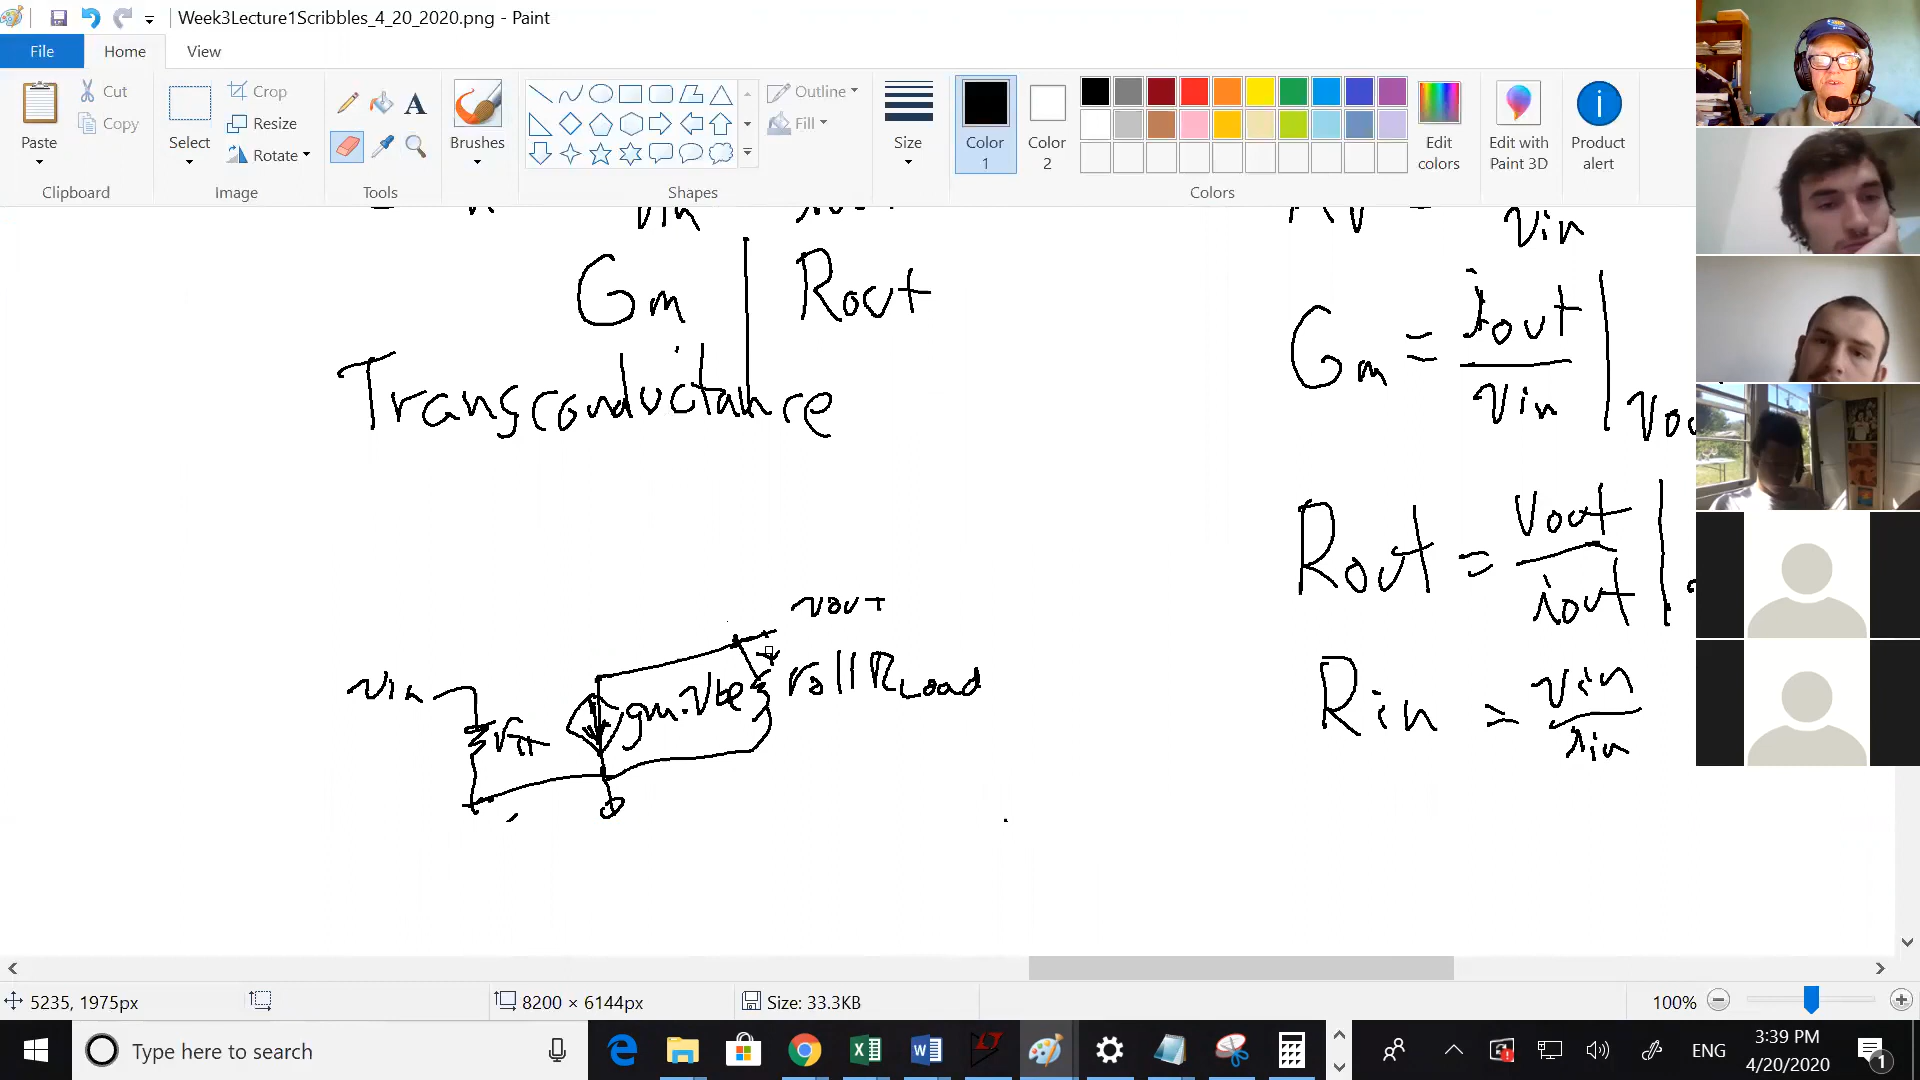 Week3Lecture1Scribbles_4_20_2020.png - Paint
File Home View
Paste Cut Copy Clipboard
Select Crop Resize Rotate Image
A Tools
Brushes
Outline Fill Shapes
Size
Color 1 Color 2 Edit colors Colors
Edit with Paint 3D
Product alert
vin
vin
Gm Rout
Gm = iout
vin
Transconductance
Rout = vout
iout
vout
vin rπ gm·vbe ro||RLoad
Rin = vin
iin
5235, 1975px
8200 × 6144px
Size: 33.3KB
100%
Type here to search
ENG
3:39 PM
4/20/2020
1